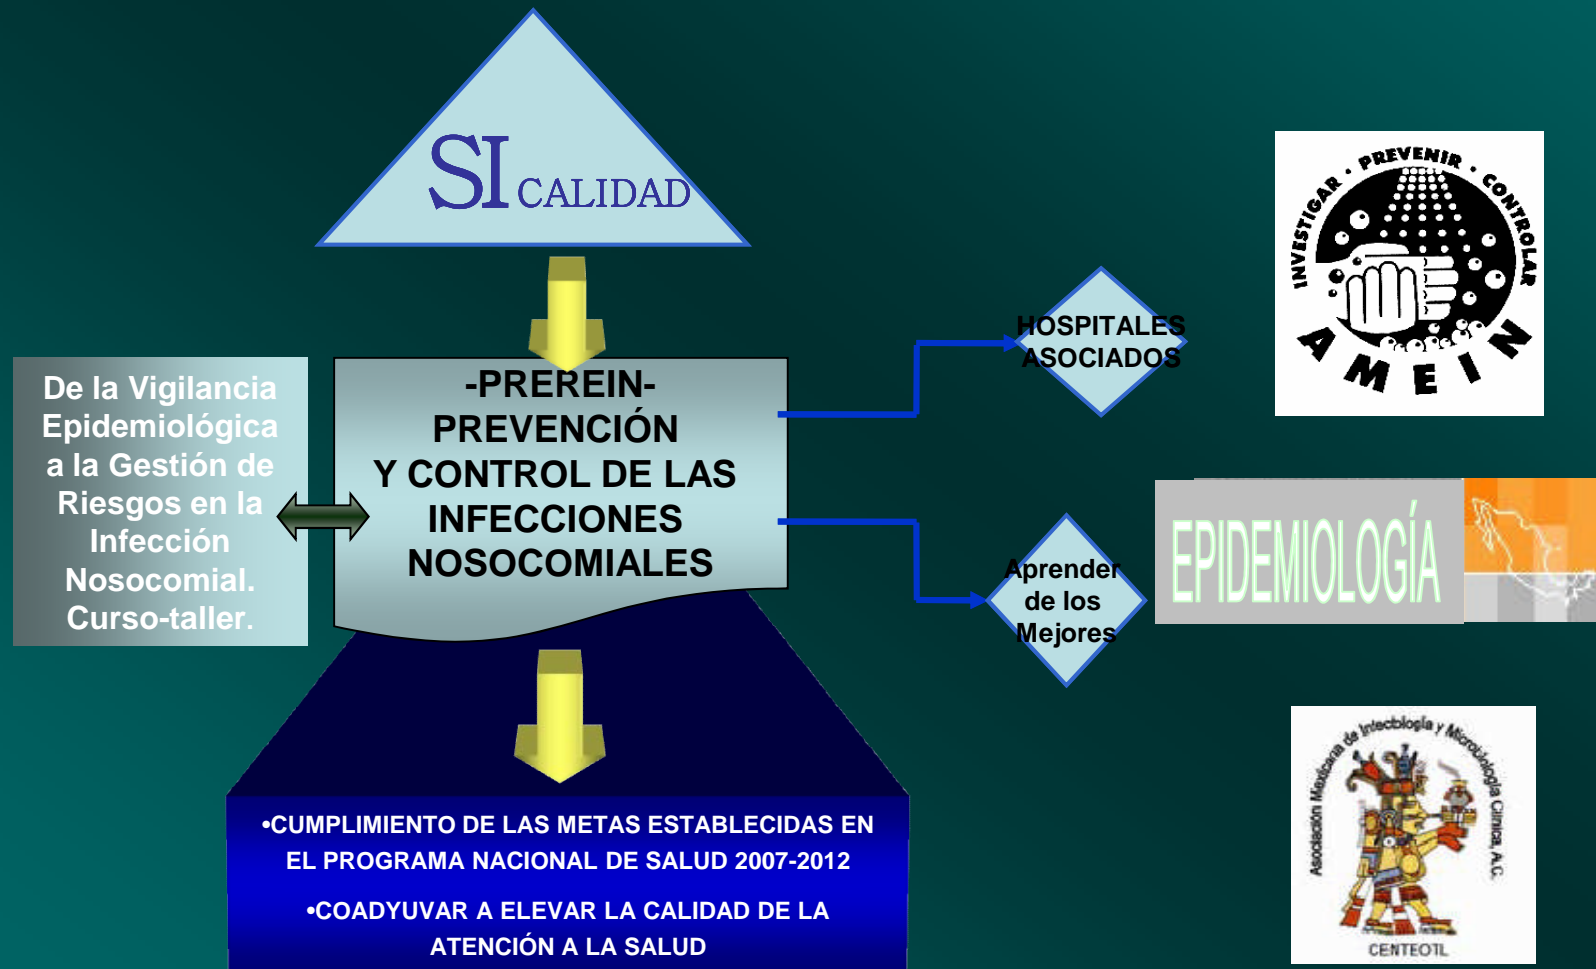 SI CALIDAD
-PREREIN-
PREVENCIÓN
Y CONTROL DE LAS
INFECCIONES
NOSOCOMIALES
De la Vigilancia
Epidemiológica
a la Gestión de
Riesgos en la
Infección
Nosocomial.
Curso-taller.
HOSPITALES
ASOCIADOS
Aprender
de los
Mejores
•CUMPLIMIENTO DE LAS METAS ESTABLECIDAS EN
EL PROGRAMA NACIONAL DE SALUD 2007-2012
•COADYUVAR A ELEVAR LA CALIDAD DE LA
ATENCIÓN A LA SALUD
INVESTIGAR · PREVENIR · CONTROLAR
AMEIN
EPIDEMIOLOGÍA
Asociación Mexicana de Infectología y Microbiología Clínica, A.C.
CENTEOTL